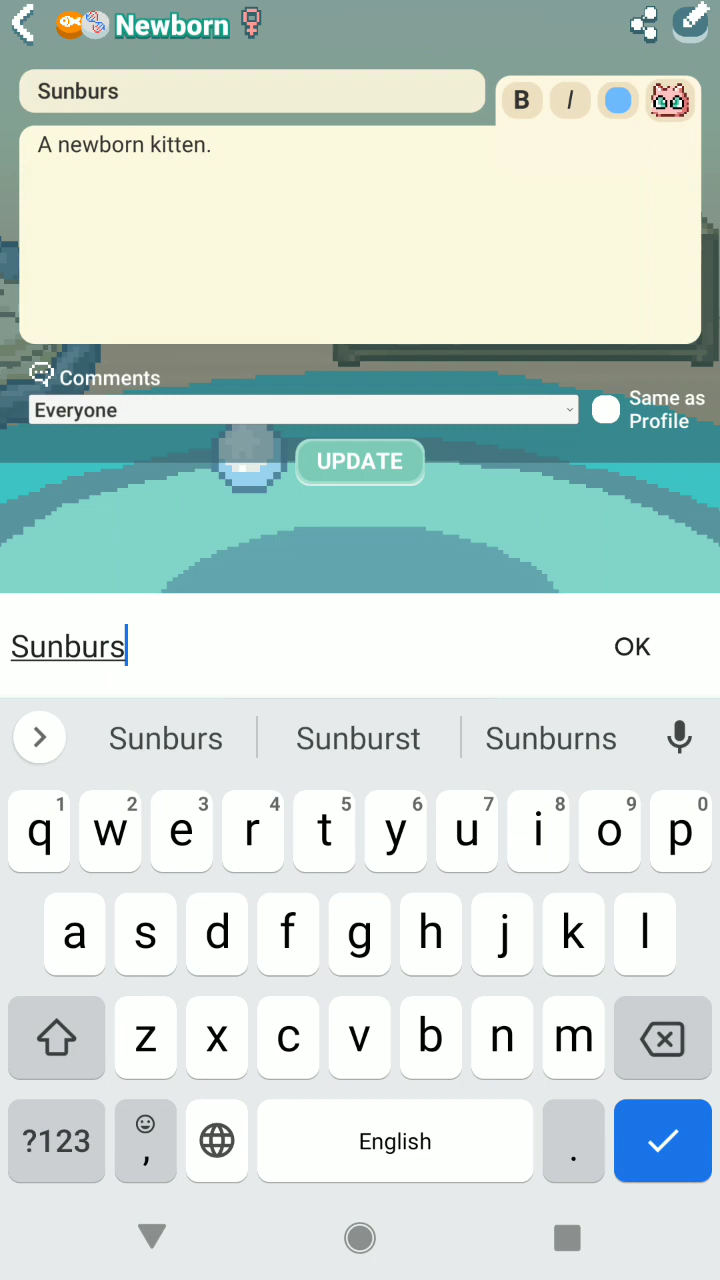 Newborn
Sunburs
B I
A newborn kitten.
Comments
Everyone
Same as
Profile
UPDATE
Sunburs OK
Sunburs Sunburst Sunburns
1 2 3 4 5 6 7 8 9 0
q w e r t y u i o p
a s d f g h j k l
z x c v b n m
?123 , English .